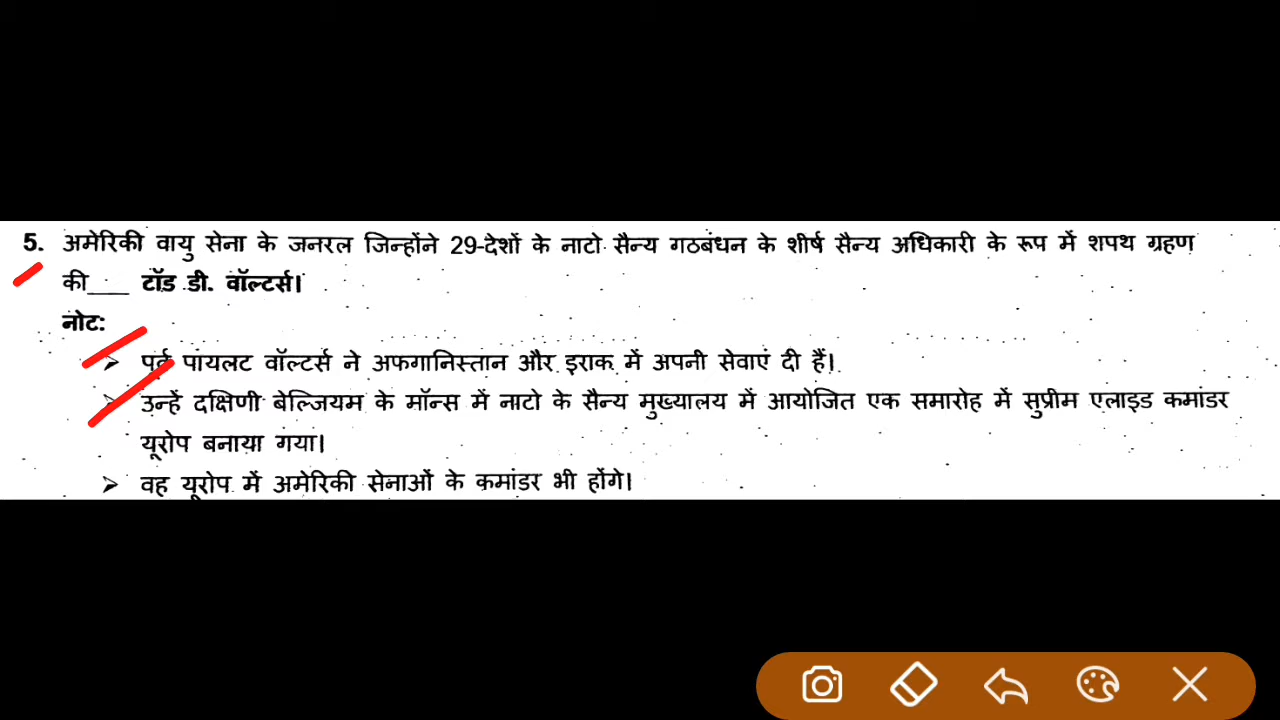 5. अमेरिकी वायु सेना के जनरल जिन्होंने 29-देशों के नाटो सैन्य गठबंधन के शीर्ष सैन्य अधिकारी के रूप में शपथ ग्रहण
की___ टॉड डी. वॉल्टर्स।
नोट:
➢ पूर्व पायलट वॉल्टर्स ने अफगानिस्तान और इराक में अपनी सेवाएं दी हैं।
➢ उन्हें दक्षिणी बेल्जियम के मॉन्स में नाटो के सैन्य मुख्यालय में आयोजित एक समारोह में सुप्रीम एलाइड कमांडर
यूरोप बनाया गया।
➢ वह यूरोप में अमेरिकी सेनाओं के कमांडर भी होंगे।